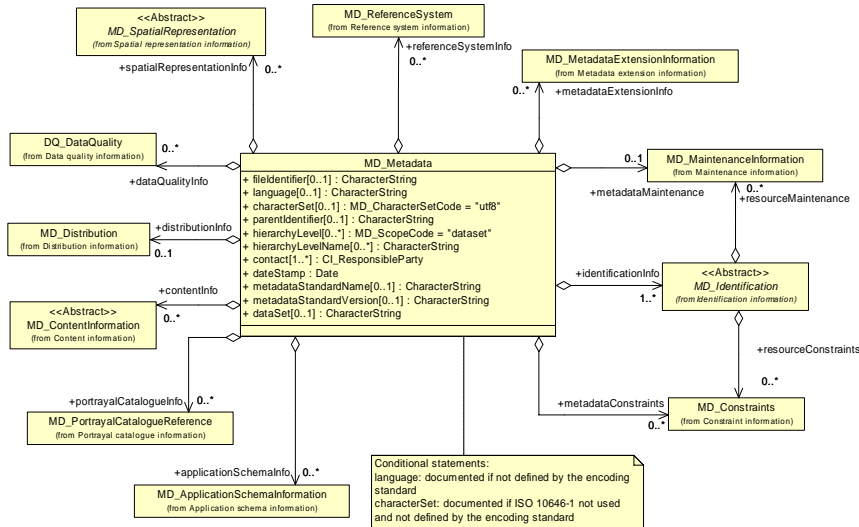 <<Abstract>>
MD_SpatialRepresentation
(from Spatial representation information)
MD_ReferenceSystem
(from Reference system information)
+spatialRepresentationInfo
0..*
+referenceSystemInfo
0..*
MD_MetadataExtensionInformation
(from Metadata extension information)
0..*
+metadataExtensionInfo
DQ_DataQuality
(from Data quality information)
0..*
+dataQualityInfo
MD_Metadata
+ fileIdentifier[0..1] : CharacterString
+ language[0..1] : CharacterString
+ characterSet[0..1] : MD_CharacterSetCode = "utf8"
+ parentIdentifier[0..1] : CharacterString
+ hierarchyLevel[0..*] : MD_ScopeCode = "dataset"
+ hierarchyLevelName[0..*] : CharacterString
+ contact[1..*] : CI_ResponsibleParty
+ dateStamp : Date
+ metadataStandardName[0..1] : CharacterString
+ metadataStandardVersion[0..1] : CharacterString
+ dataSet[0..1] : CharacterString
0..1
+metadataMaintenance
MD_MaintenanceInformation
(from Maintenance information)
0..*
+resourceMaintenance
MD_Distribution
(from Distribution information)
+distributionInfo
0..1
+identificationInfo
1..*
<<Abstract>>
MD_Identification
(from Identification information)
<<Abstract>>
MD_ContentInformation
(from Content information)
+contentInfo
0..*
+resourceConstraints
0..*
+portrayalCatalogueInfo
0..*
MD_PortrayalCatalogueReference
(from Portrayal catalogue information)
+metadataConstraints
0..*
MD_Constraints
(from Constraint information)
+applicationSchemaInfo
0..*
MD_ApplicationSchemaInformation
(from Application schema information)
Conditional statements:
language: documented if not defined by the encoding
standard
characterSet: documented if ISO 10646-1 not used
and not defined by the encoding standard